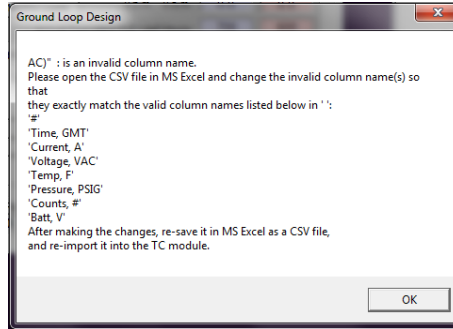 Ground Loop Design
AC)" : is an invalid column name.
Please open the CSV file in MS Excel and change the invalid column name(s) so
that
they exactly match the valid column names listed below in ' ':
'#'
'Time, GMT'
'Current, A'
'Voltage, VAC'
'Temp, F'
'Pressure, PSIG'
'Counts, #'
'Batt, V'
After making the changes, re-save it in MS Excel as a CSV file,
and re-import it into the TC module.
OK